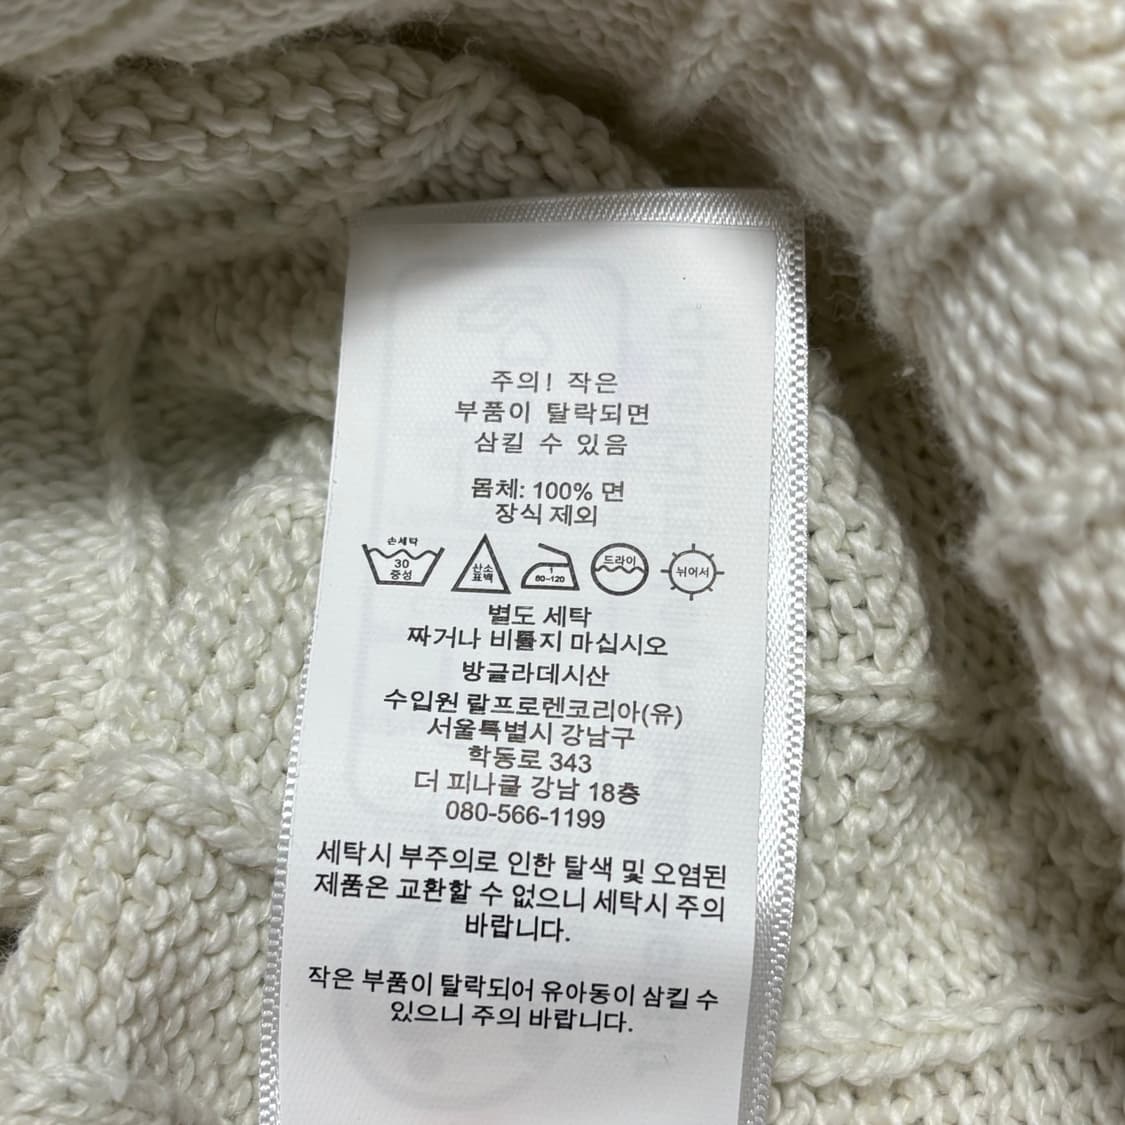 주의! 작은
부품이 탈락되면
삼킬 수 있음
몸체: 100% 면
장식 제외
손세탁
30
중성
산소
표백
1
80~120
드라이
뉘어서
별도 세탁
짜거나 비틀지 마십시오
방글라데시산
수입원 랄프로렌코리아(유)
서울특별시 강남구
학동로 343
더 피나클 강남 18층
080-566-1199
세탁시 부주의로 인한 탈색 및 오염된
제품은 교환할 수 없으니 세탁시 주의
바랍니다.
작은 부품이 탈락되어 유아동이 삼킬 수
있으니 주의 바랍니다.